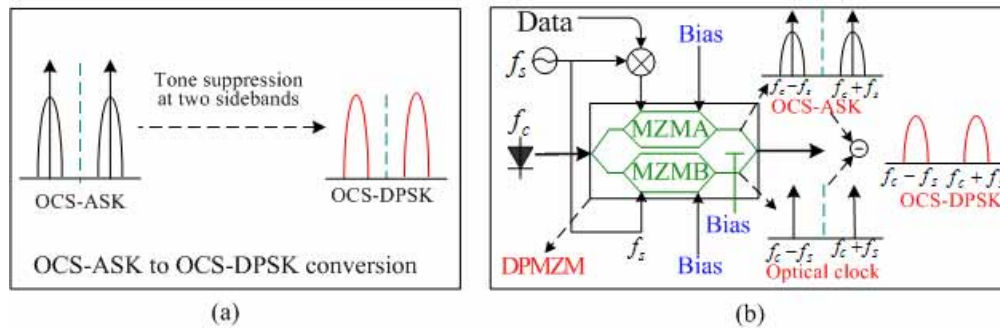 Tone suppression
at two sidebands
OCS-ASK
OCS-DPSK
OCS-ASK to OCS-DPSK conversion
(a)
Data
Bias
f_s
f_c
MZMA
MZMB
Bias
f_s
Bias
DPMZM
f_c-f_s
f_c+f_s
OCS-ASK
f_c-f_s
f_c+f_s
Optical clock
f_c-f_s
f_c+f_s
OCS-DPSK
(b)